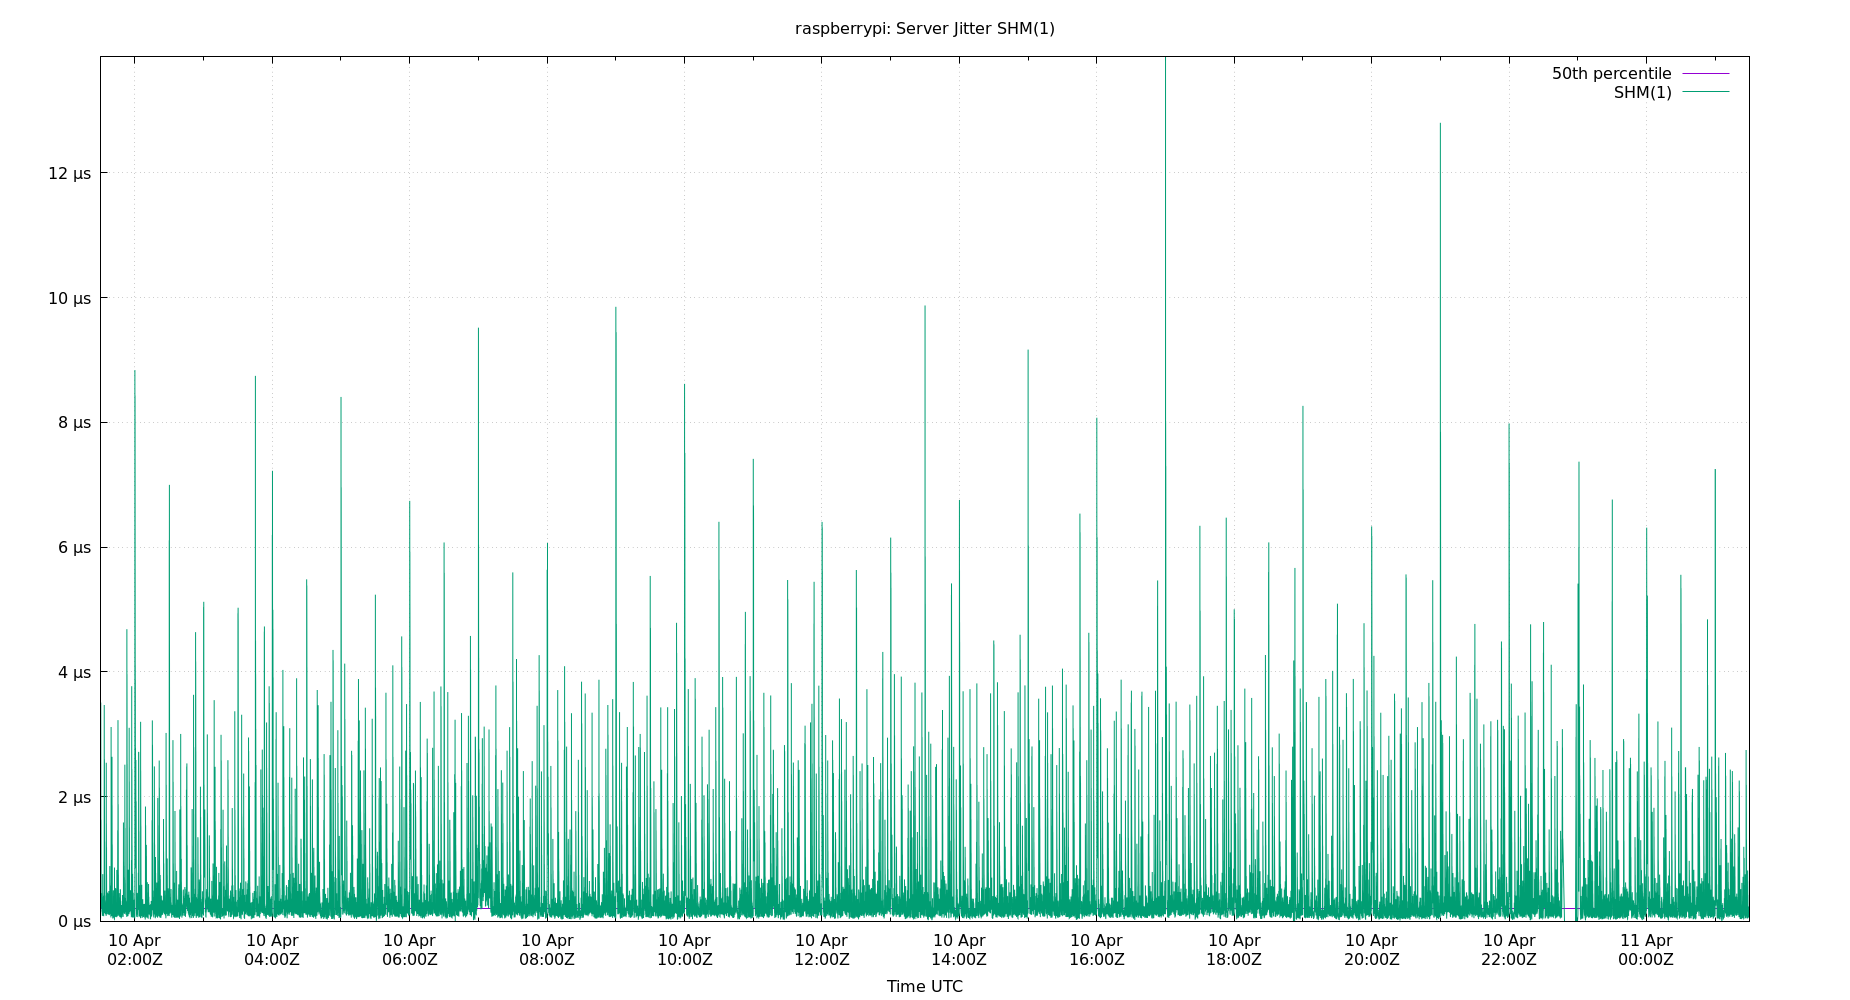 raspberrypi: Server Jitter SHM(1)
50th percentile
SHM(1)
12 µs
10 µs
8 µs
6 µs
4 µs
2 µs
0 µs
10 Apr 10 Apr 10 Apr 10 Apr 10 Apr 10 Apr 10 Apr 10 Apr 10 Apr 10 Apr 10 Apr 11 Apr
02:00Z 04:00Z 06:00Z 08:00Z 10:00Z 12:00Z 14:00Z 16:00Z 18:00Z 20:00Z 22:00Z 00:00Z
Time UTC